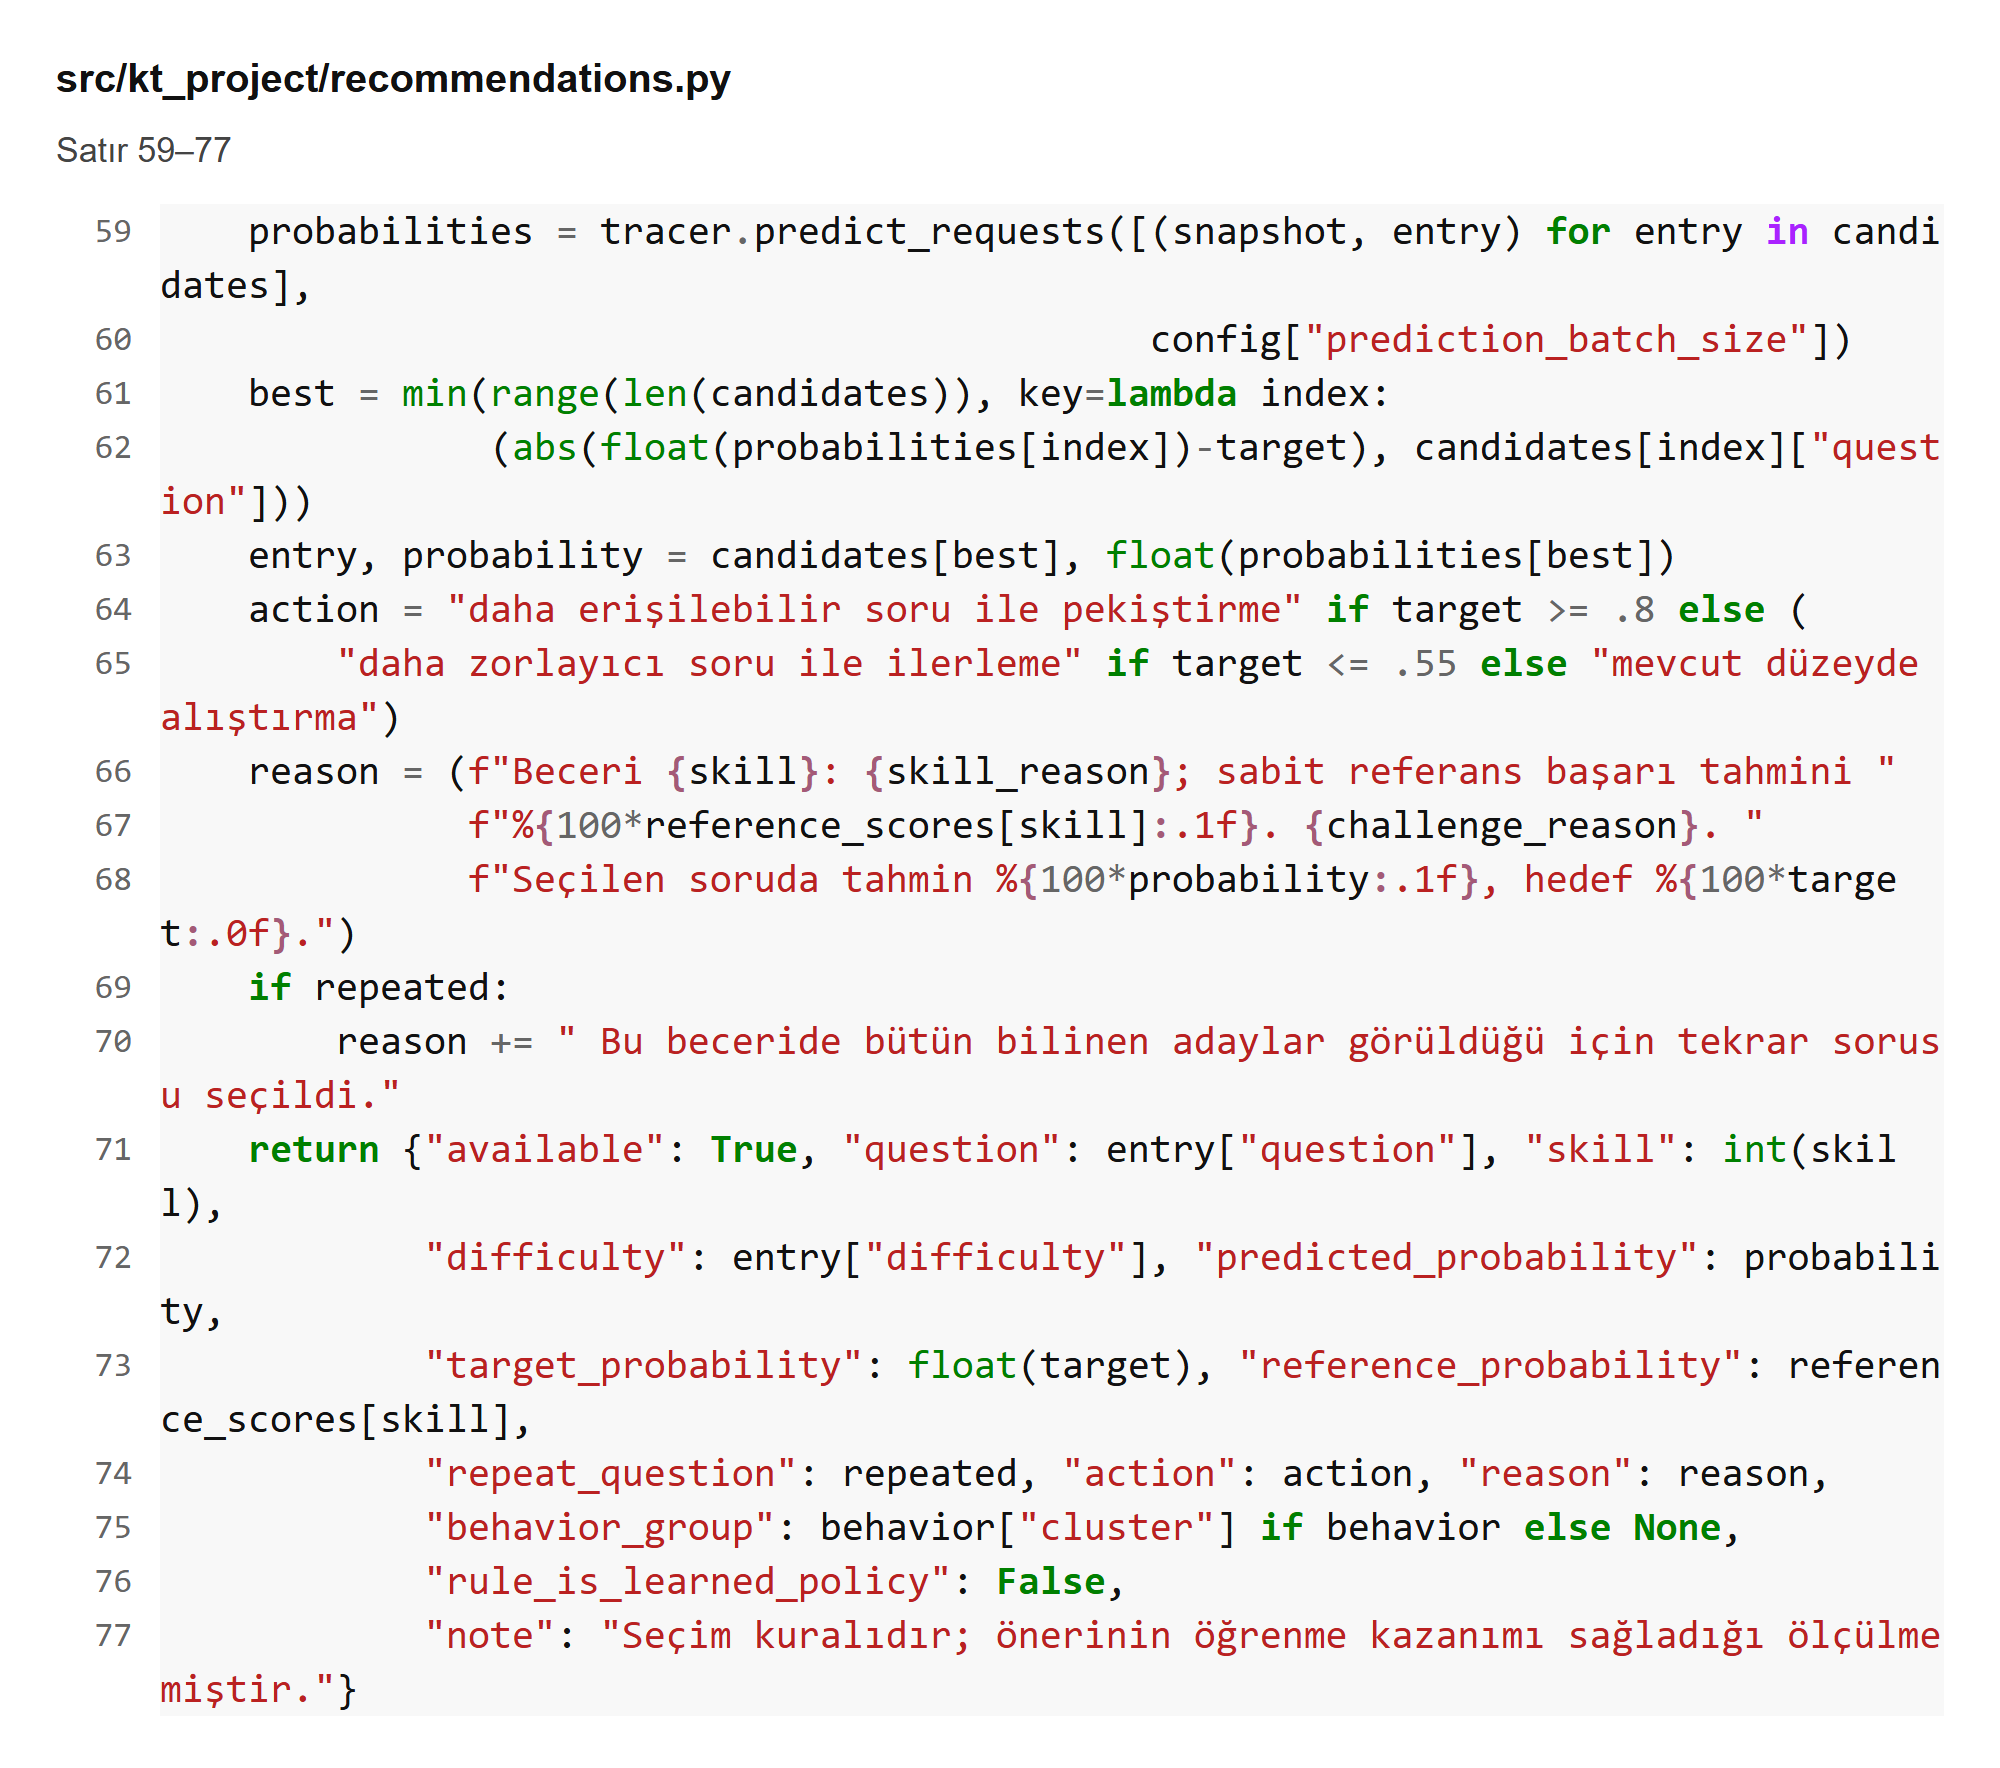 src/kt_project/recommendations.py
Satır 59–77
59     probabilities = tracer.predict_requests([(snapshot, entry) for entry in candi
dates],
60                                              config["prediction_batch_size"])
61     best = min(range(len(candidates)), key=lambda index:
62                (abs(float(probabilities[index])-target), candidates[index]["quest
ion"]))
63     entry, probability = candidates[best], float(probabilities[best])
64     action = "daha erişilebilir soru ile pekiştirme" if target >= .8 else (
65         "daha zorlayıcı soru ile ilerleme" if target <= .55 else "mevcut düzeyde 
alıştırma")
66     reason = (f"Beceri {skill}: {skill_reason}; sabit referans başarı tahmini "
67               f"%{100*reference_scores[skill]:.1f}. {challenge_reason}. "
68               f"Seçilen soruda tahmin %{100*probability:.1f}, hedef %{100*targe
t:.0f}.")
69     if repeated:
70         reason += " Bu beceride bütün bilinen adaylar görüldüğü için tekrar sorus
u seçildi."
71     return {"available": True, "question": entry["question"], "skill": int(skil
l),
72             "difficulty": entry["difficulty"], "predicted_probability": probabili
ty,
73             "target_probability": float(target), "reference_probability": referen
ce_scores[skill],
74             "repeat_question": repeated, "action": action, "reason": reason,
75             "behavior_group": behavior["cluster"] if behavior else None,
76             "rule_is_learned_policy": False,
77             "note": "Seçim kuralıdır; önerinin öğrenme kazanımı sağladığı ölçülme
miştir."}